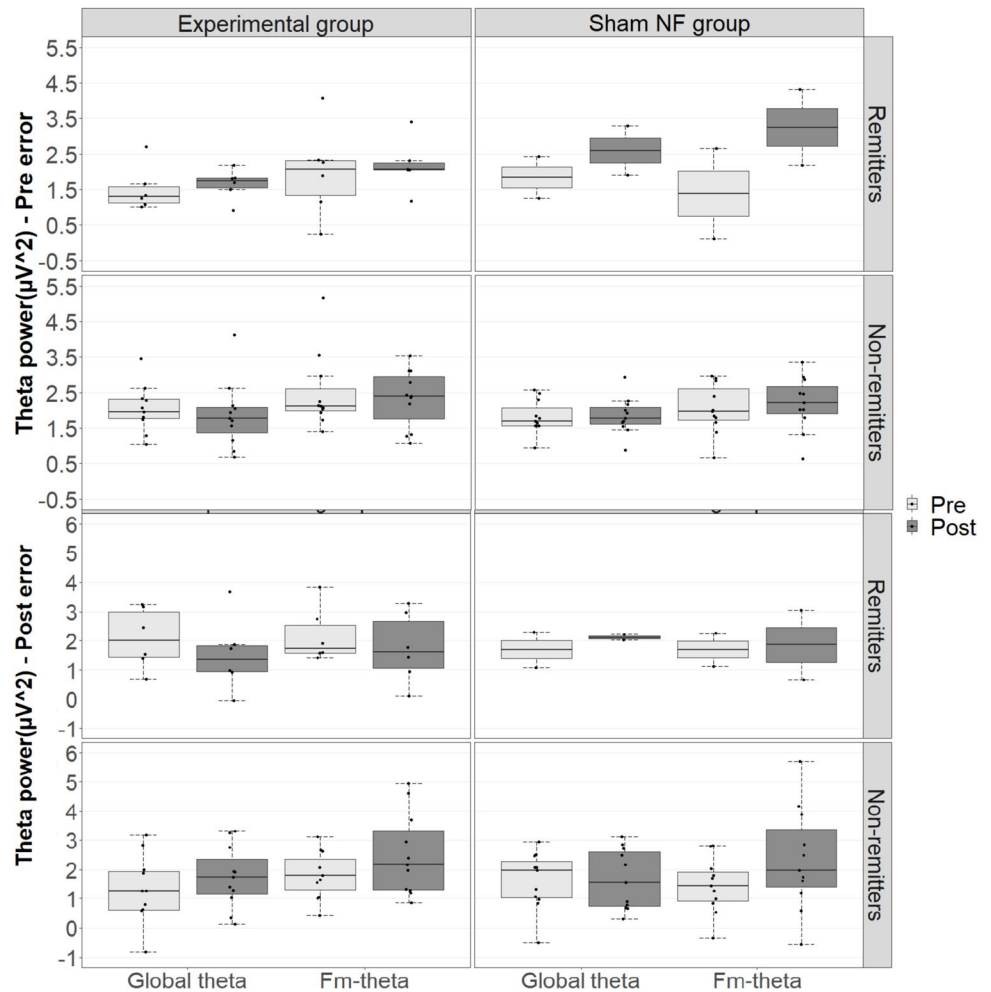 Experimental group
Sham NF group
Theta power(µV^2) - Pre error
5.5
4.5
3.5
2.5
1.5
0.5
-0.5
Remitters
5.5
4.5
3.5
2.5
1.5
0.5
-0.5
Non-remitters
Pre
Post
Theta power(µV^2) - Post error
6
5
4
3
2
1
0
-1
Remitters
6
5
4
3
2
1
0
-1
Non-remitters
Global theta
Fm-theta
Global theta
Fm-theta